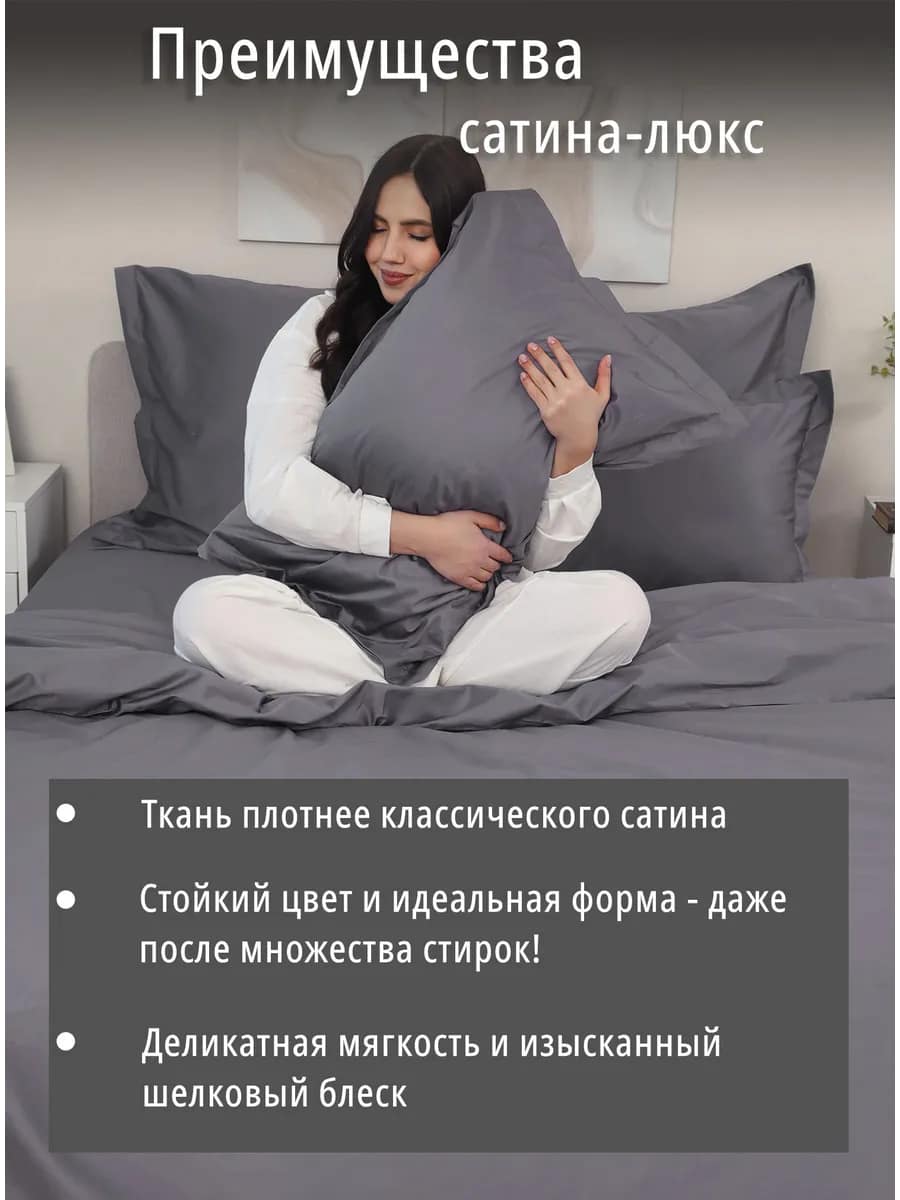 Преимущества
сатина-люкс
Ткань плотнее классического сатина
Стойкий цвет и идеальная форма - даже
после множества стирок!
Деликатная мягкость и изысканный
шелковый блеск